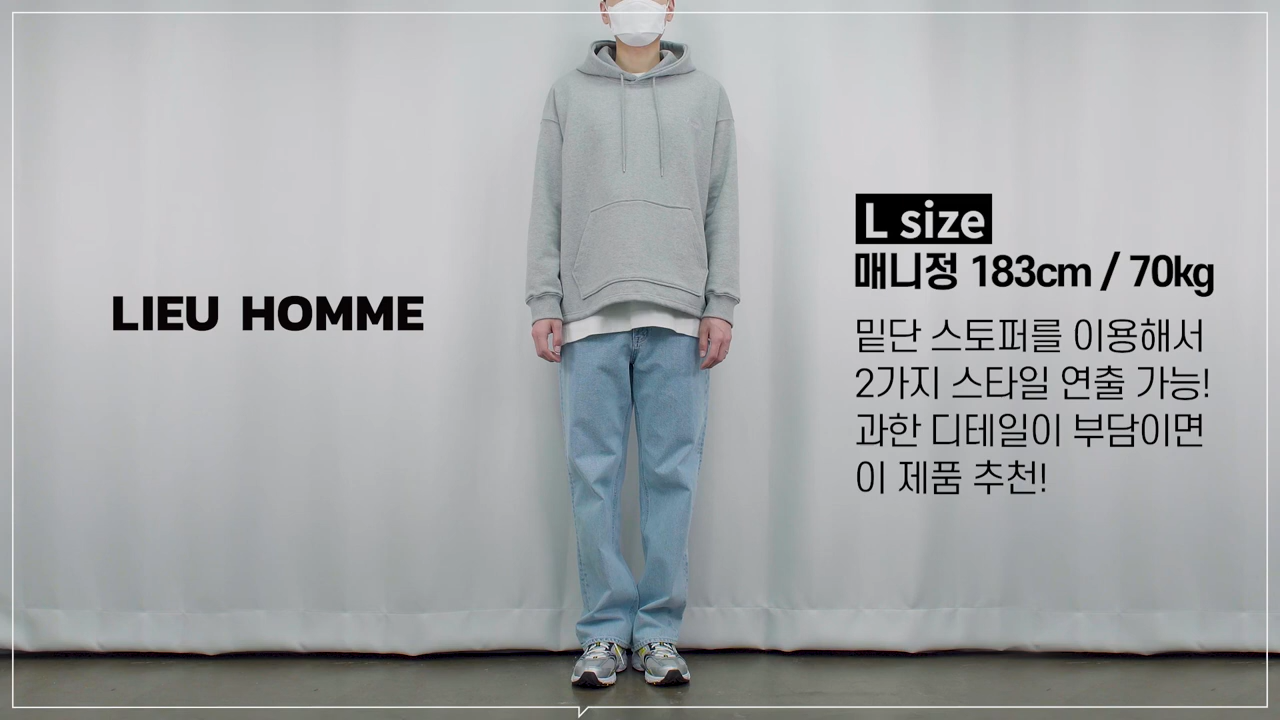 LIEU HOMME
L size
매니정 183cm / 70kg
밑단 스토퍼를 이용해서
2가지 스타일 연출 가능!
과한 디테일이 부담이면
이 제품 추천!